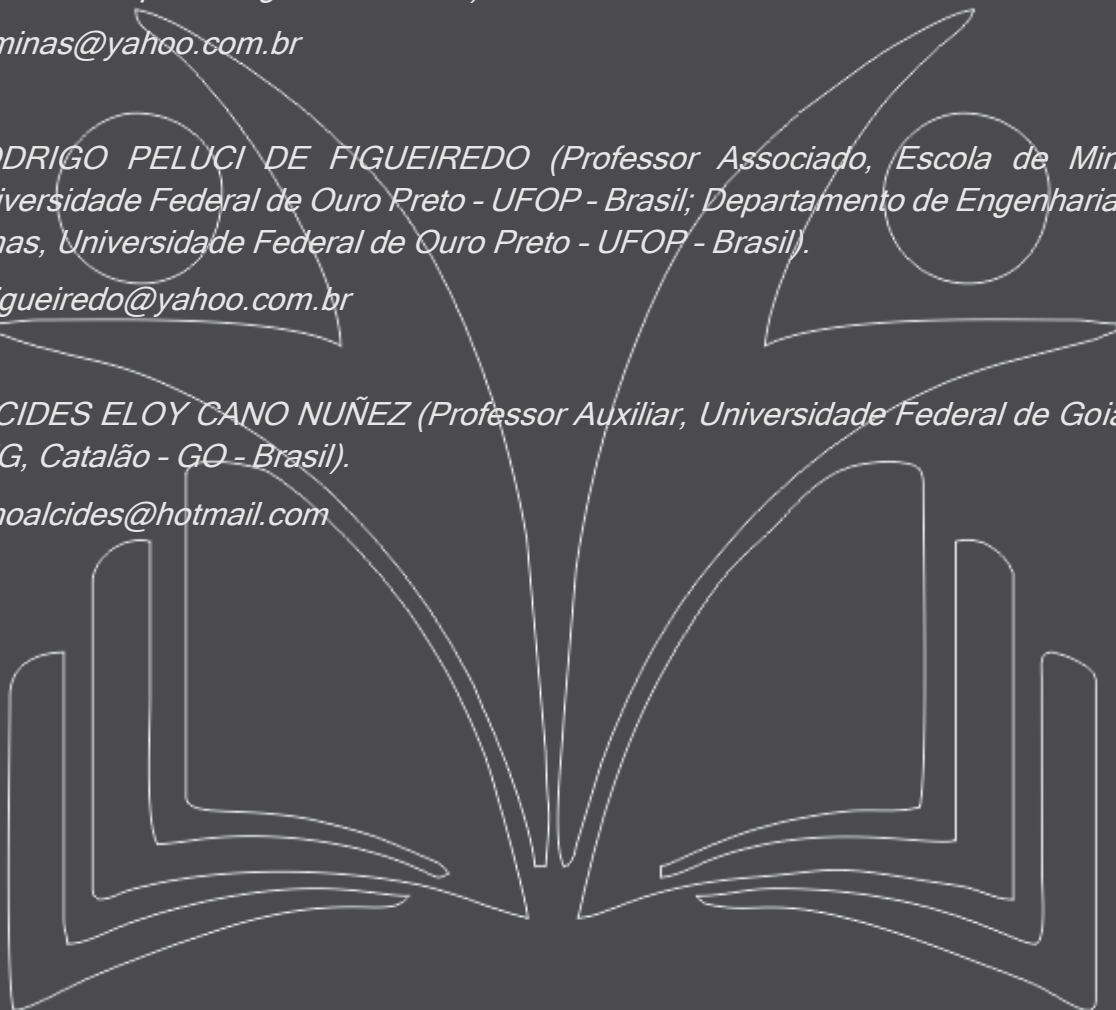 minas@yahoo.com.br
ODRIGO PELUCI DE FIGUEIREDO (Professor Associado, Escola de Min
iversidade Federal de Ouro Preto - UFOP - Brasil; Departamento de Engenharia
nas, Universidade Federal de Ouro Preto - UFOP - Brasil).
igueiredo@yahoo.com.br
CIDES ELOY CANO NUÑEZ (Professor Auxiliar, Universidade Federal de Goiá
G, Catalão - GO - Brasil).
noalcides@hotmail.com